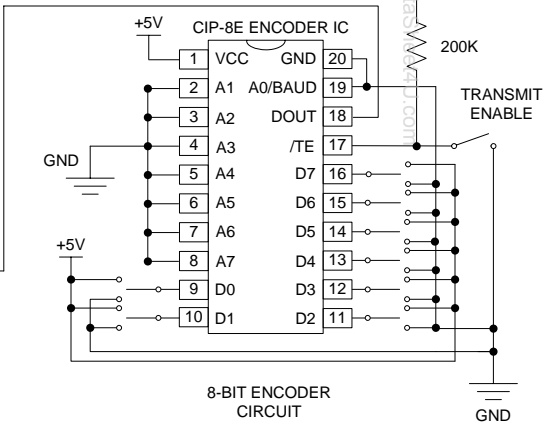 +5V
CIP-8E ENCODER IC
1 VCC GND 20
2 A1 A0/BAUD 19
3 A2 DOUT 18
4 A3 /TE 17
5 A4 D7 16
6 A5 D6 15
7 A6 D5 14
8 A7 D4 13
9 D0 D3 12
10 D1 D2 11
200K
TRANSMIT
ENABLE
GND
+5V
8-BIT ENCODER
CIRCUIT
GND